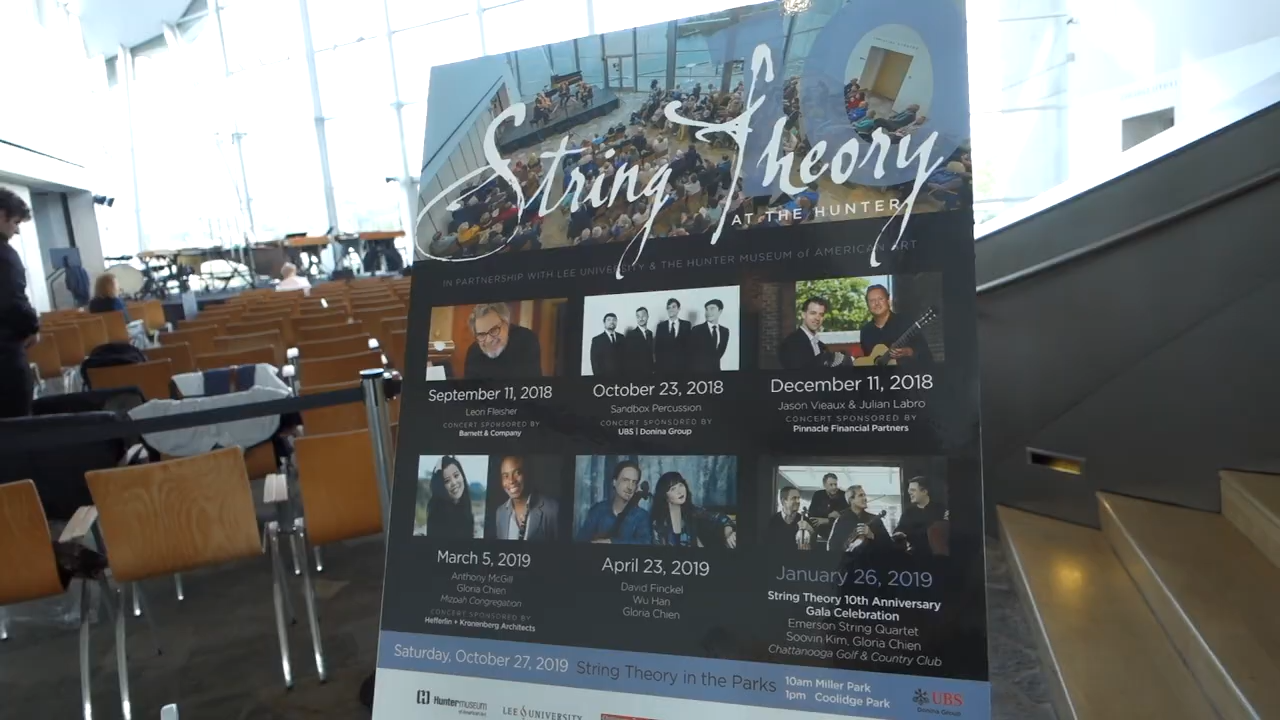 String Theory
AT THE HUNTER
IN PARTNERSHIP WITH LEE UNIVERSITY & THE HUNTER MUSEUM of AMERICAN ART
September 11, 2018
Leon Fleisher
CONCERT SPONSORED BY
Barnett & Company
October 23, 2018
Sandbox Percussion
CONCERT SPONSORED BY
UBS | Donina Group
December 11, 2018
Jason Vieaux & Julian Labro
CONCERT SPONSORED BY
Pinnacle Financial Partners
March 5, 2019
Anthony McGill
Gloria Chien
Mizpah Congregation
CONCERT SPONSORED BY
Hefferlin + Kronenberg Architects
April 23, 2019
David Finckel
Wu Han
Gloria Chien
January 26, 2019
String Theory 10th Anniversary
Gala Celebration
Emerson String Quartet
Soovin Kim, Gloria Chien
Chattanooga Golf & Country Club
Saturday, October 27, 2019 String Theory in the Parks
10am Miller Park
1pm Coolidge Park
Huntermuseum
LEE UNIVERSITY
UBS
Donina Group